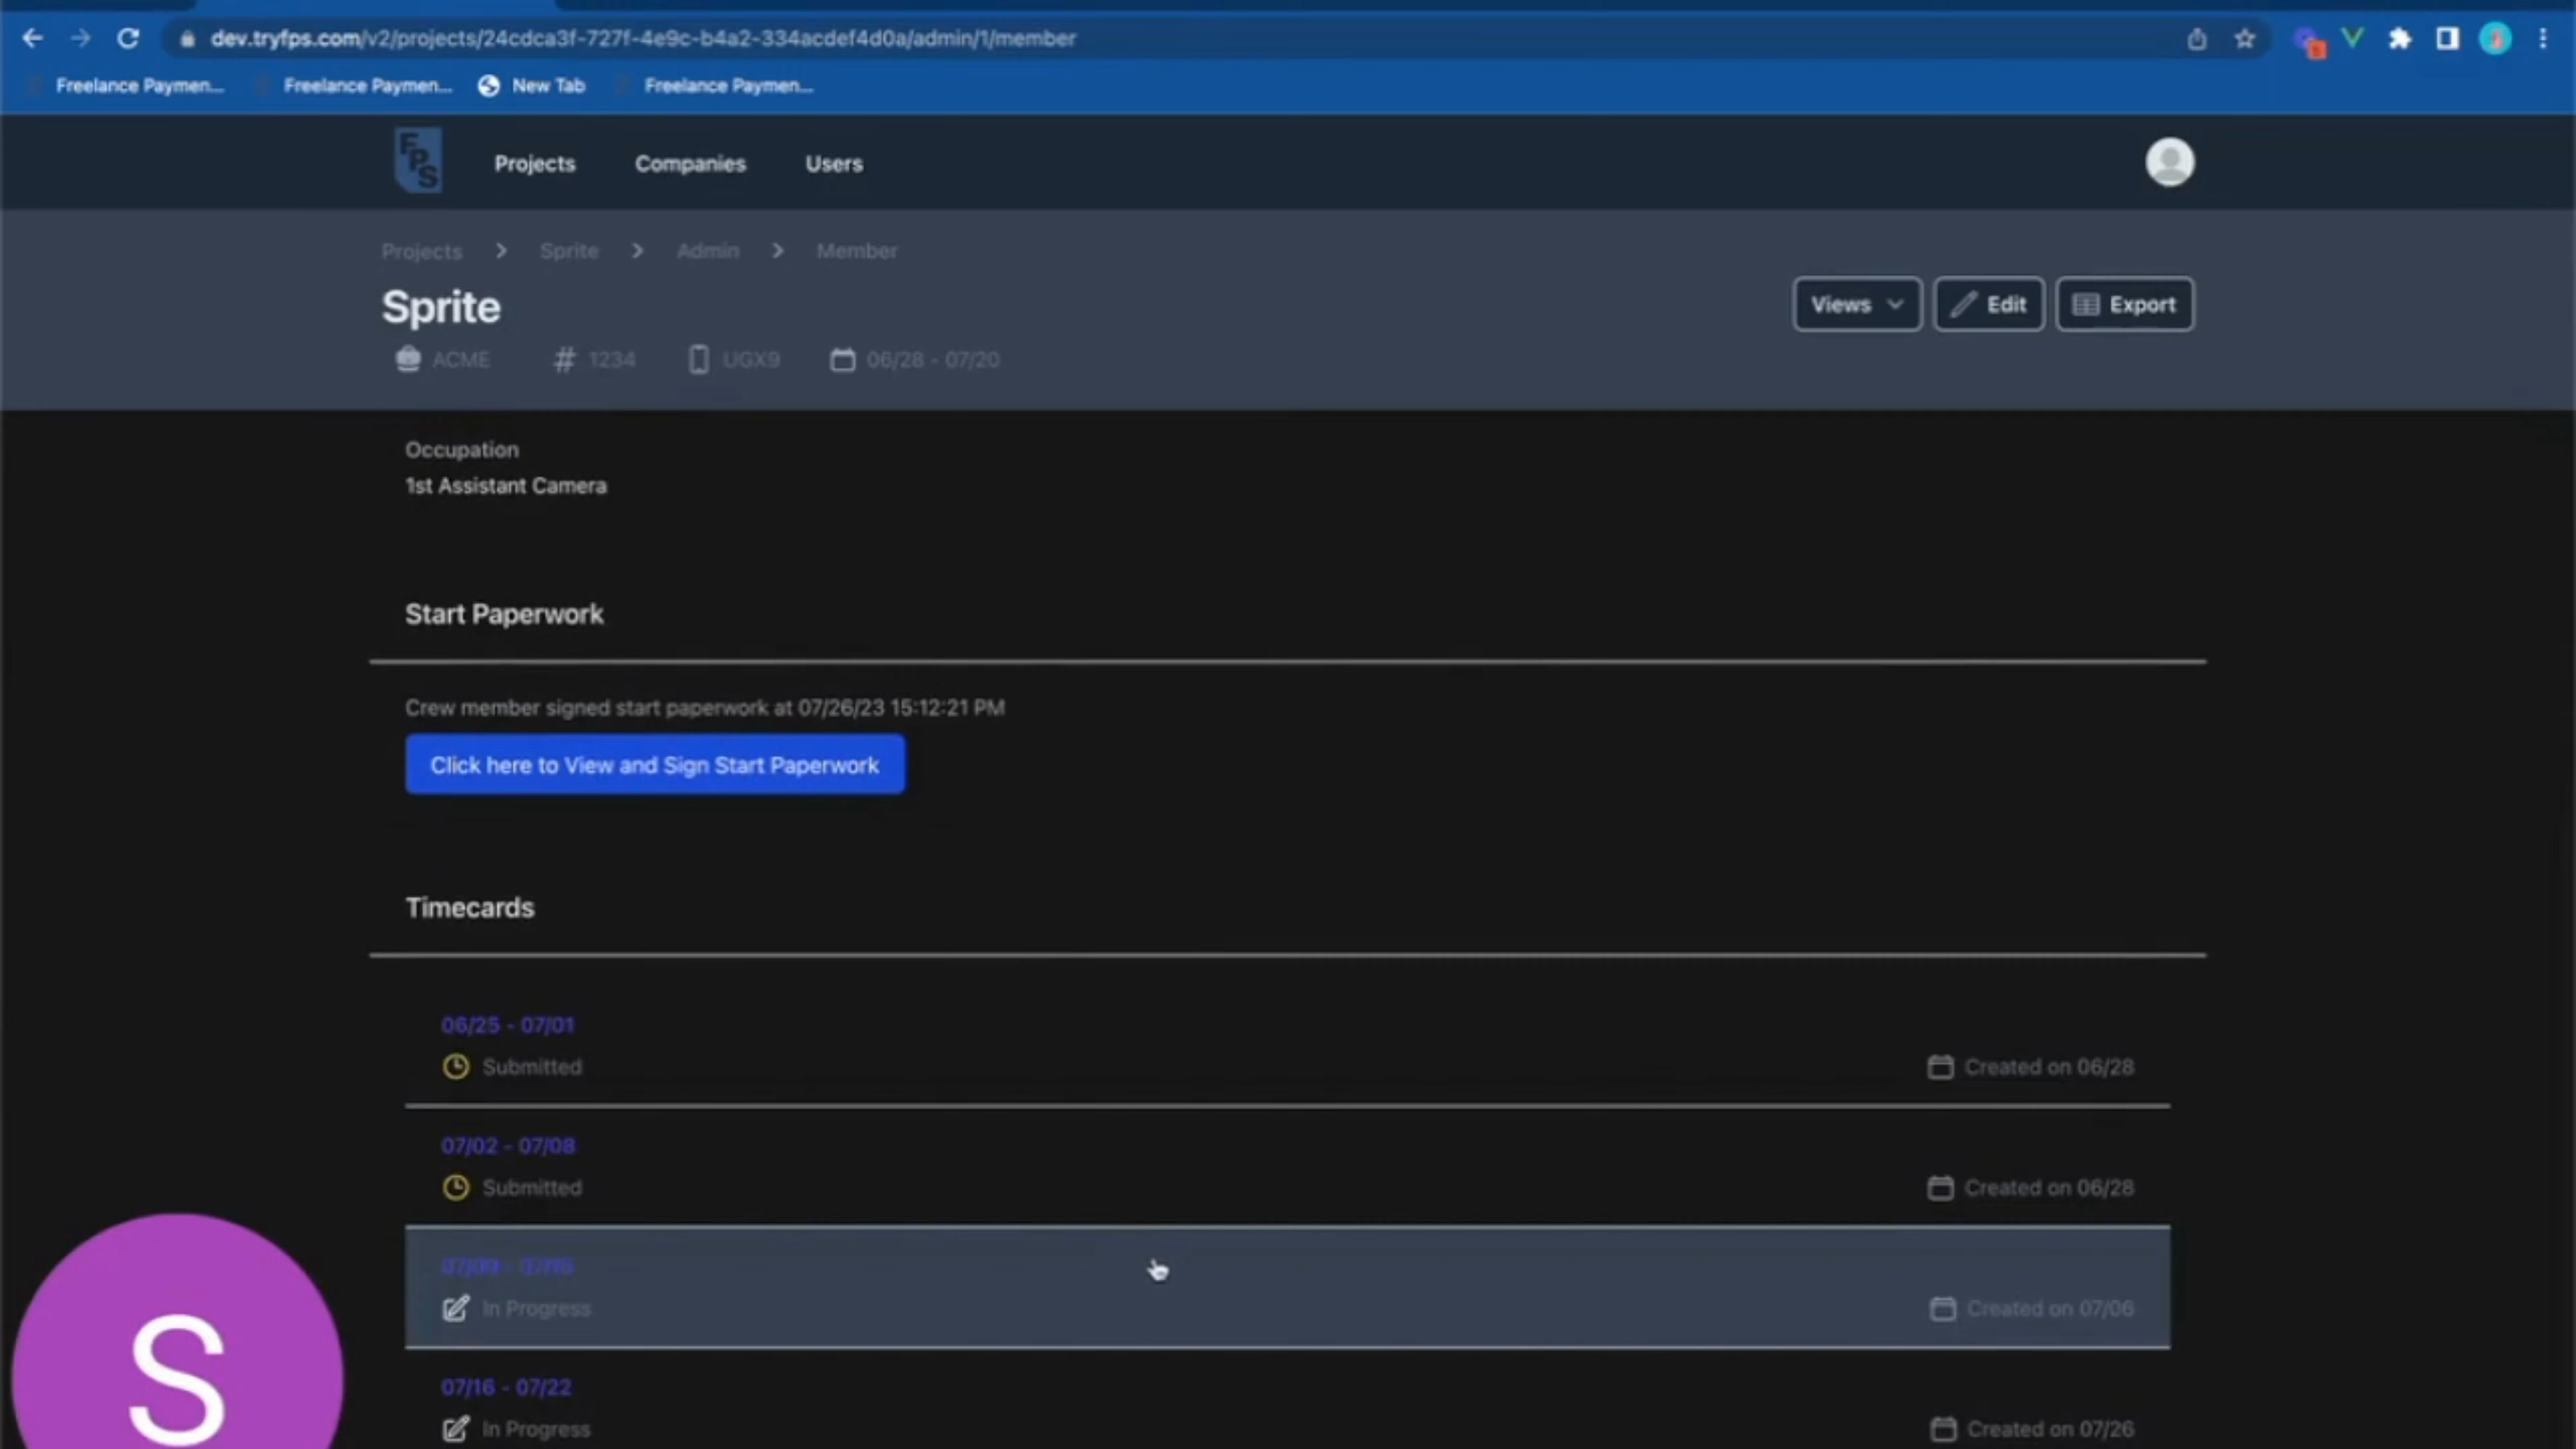 dev.tryfps.com/v2/projects/24cdca3f-727f-4e9c-b4a2-334acdef4d0a/admin/1/member
Freelance Paymen... Freelance Paymen... New Tab Freelance Paymen...
FPS Projects Companies Users
Projects > Sprite > Admin > Member
Sprite
Views Edit Export
ACME # 1234 UGX9 06/28 - 07/20
Occupation
1st Assistant Camera
Start Paperwork
Crew member signed start paperwork at 07/26/23 15:12:21 PM
Click here to View and Sign Start Paperwork
Timecards
06/25 - 07/01
Submitted Created on 06/28
07/02 - 07/08
Submitted Created on 06/28
07/09 - 07/15
In Progress Created on 07/06
07/16 - 07/22
In Progress Created on 07/26
S